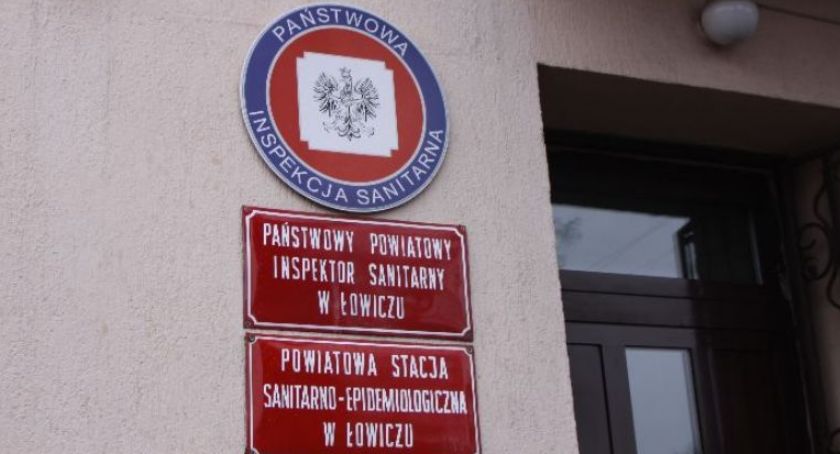 PAŃSTWOWA
INSPEKCJA SANITARNA
PAŃSTWOWY POWIATOWY
INSPEKTOR SANITARNY
W ŁOWICZU
POWIATOWA STACJA
SANITARNO-EPIDEMIOLOGICZNA
W ŁOWICZU